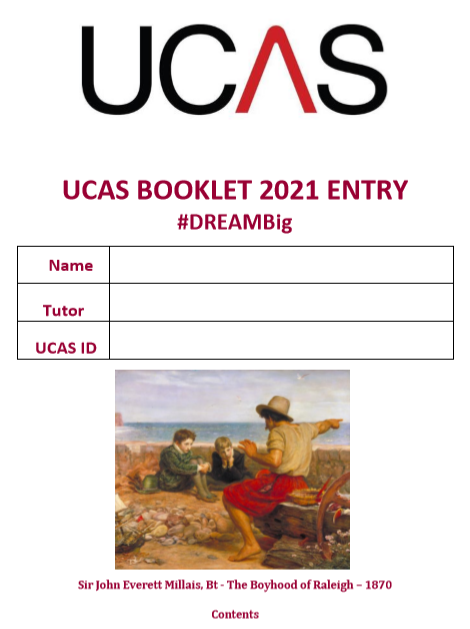 UCAS
UCAS BOOKLET 2021 ENTRY
#DREAMBig
Name
Tutor
UCAS ID
Sir John Everett Millais, Bt - The Boyhood of Raleigh – 1870
Contents